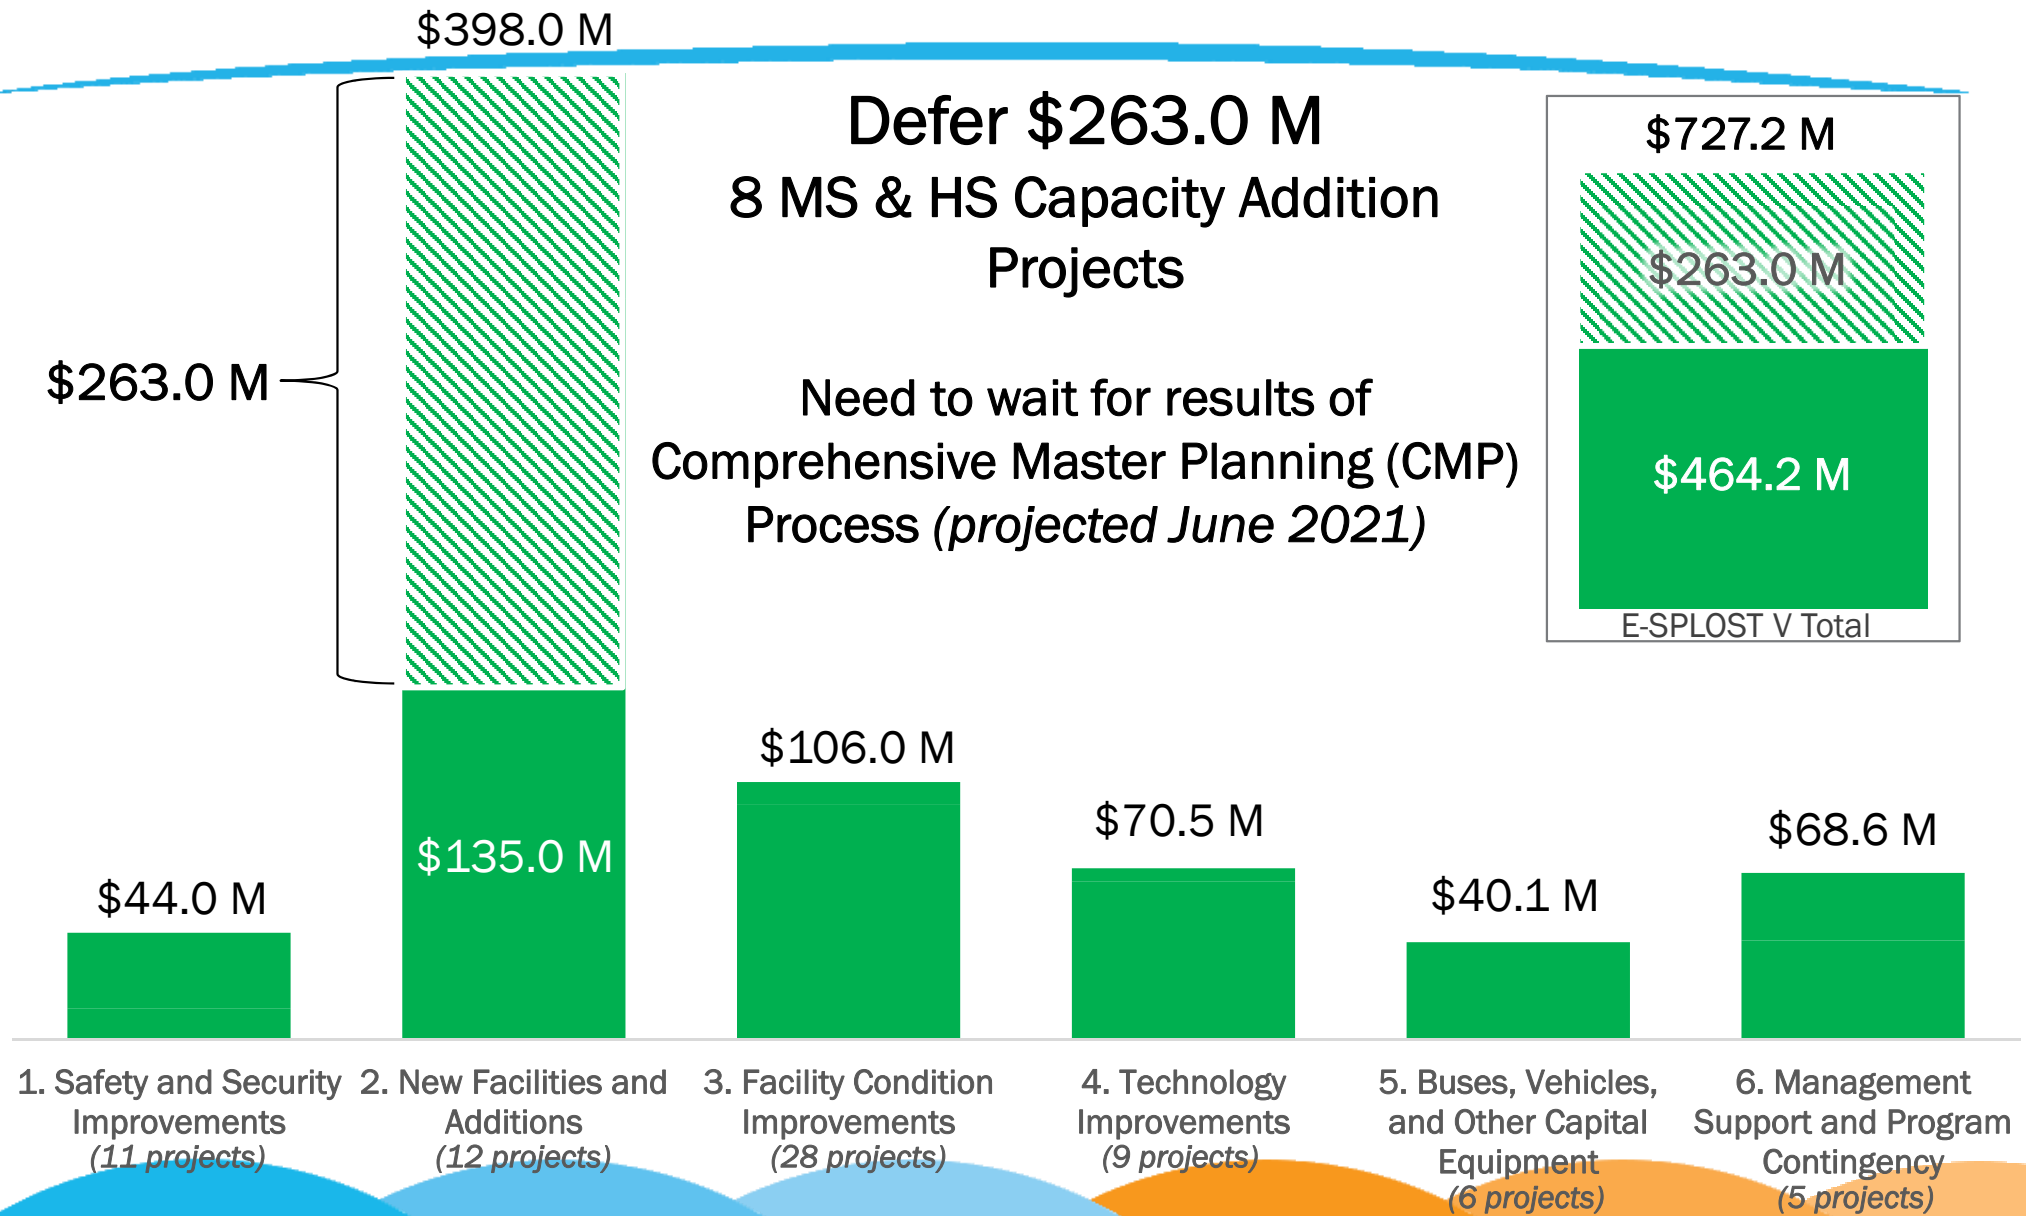 $398.0 M
Defer $263.0 M
8 MS & HS Capacity Addition
Projects
Need to wait for results of
Comprehensive Master Planning (CMP)
Process (projected June 2021)
$727.2 M
$263.0 M
$464.2 M
E-SPLOST V Total
$263.0 M
$135.0 M
$44.0 M
$106.0 M
$70.5 M
$40.1 M
$68.6 M
1. Safety and Security
Improvements
(11 projects)
2. New Facilities and
Additions
(12 projects)
3. Facility Condition
Improvements
(28 projects)
4. Technology
Improvements
(9 projects)
5. Buses, Vehicles,
and Other Capital
Equipment
(6 projects)
6. Management
Support and Program
Contingency
(5 projects)